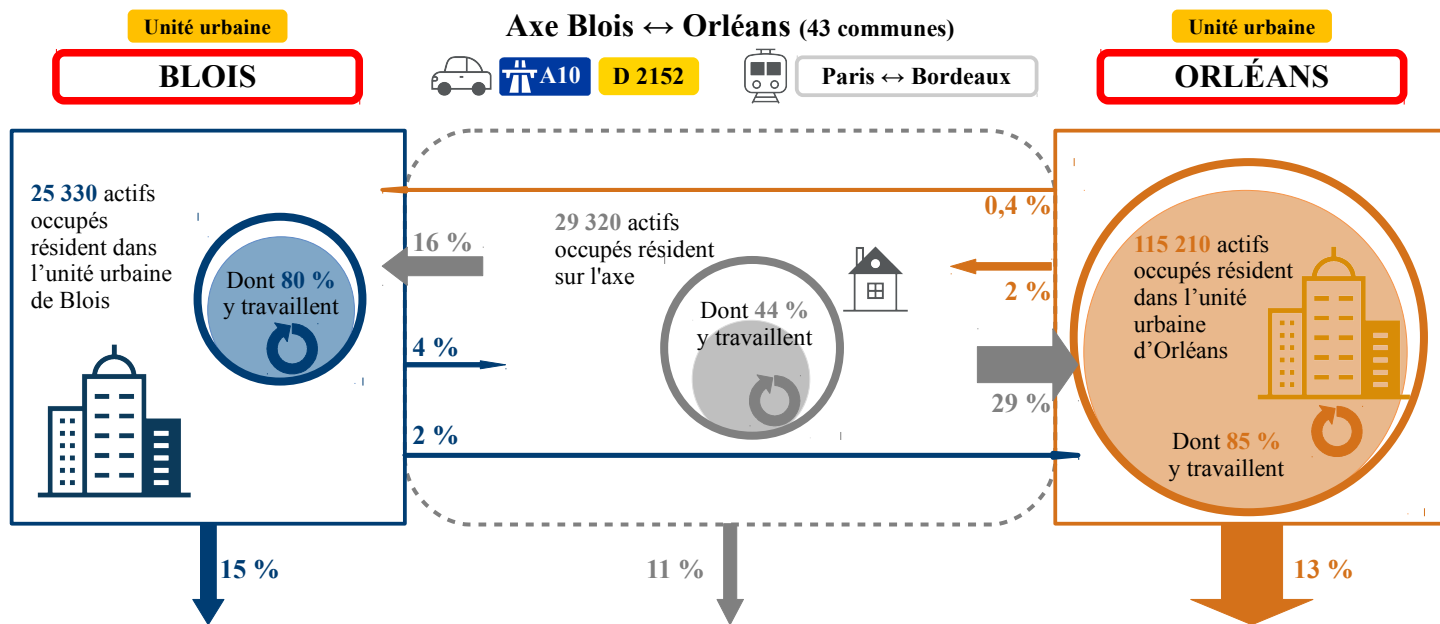 Unité urbaine
BLOIS
Axe Blois ↔ Orléans (43 communes)
A10
D 2152
Paris ↔ Bordeaux
Unité urbaine
ORLÉANS
25 330 actifs
occupés
résident dans
l’unité urbaine
de Blois
Dont 80 %
y travaillent
16 %
4 %
2 %
29 320 actifs
occupés résident
sur l'axe
Dont 44 %
y travaillent
0,4 %
2 %
29 %
115 210 actifs
occupés résident
dans l’unité
urbaine
d’Orléans
Dont 85 %
y travaillent
15 %
11 %
13 %